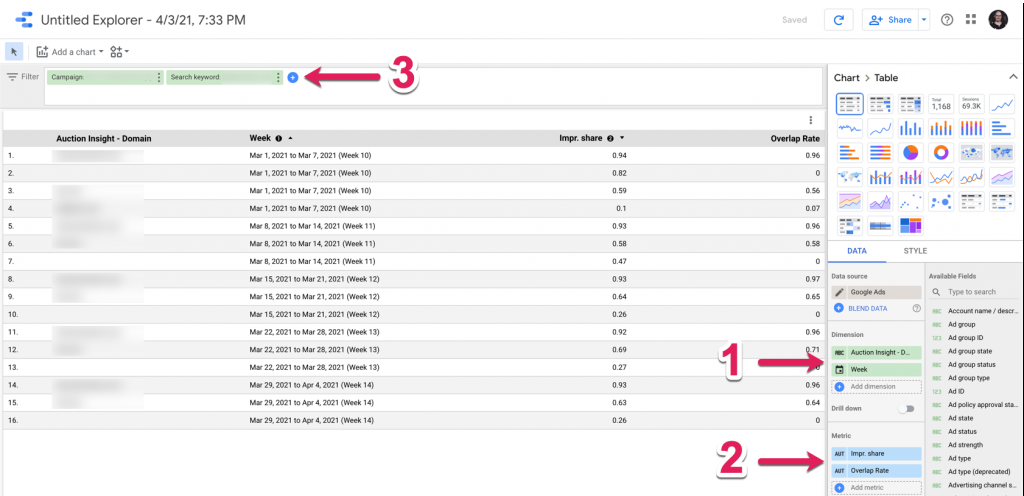 Untitled Explorer - 4/3/21, 7:33 PM
Saved
Share
Add a chart
Filter
Campaign:
Search keyword:
3
Chart > Table
Total
1,168
Sessions
69.3K
Auction Insight - Domain Week Impr. share Overlap Rate
1. Mar 1, 2021 to Mar 7, 2021 (Week 10) 0.94 0.96
2. Mar 1, 2021 to Mar 7, 2021 (Week 10) 0.82 0
3. Mar 1, 2021 to Mar 7, 2021 (Week 10) 0.59 0.56
4. Mar 1, 2021 to Mar 7, 2021 (Week 10) 0.1 0.07
5. Mar 8, 2021 to Mar 14, 2021 (Week 11) 0.93 0.96
6. Mar 8, 2021 to Mar 14, 2021 (Week 11) 0.58 0.58
7. Mar 8, 2021 to Mar 14, 2021 (Week 11) 0.47 0
8. Mar 15, 2021 to Mar 21, 2021 (Week 12) 0.93 0.97
9. Mar 15, 2021 to Mar 21, 2021 (Week 12) 0.64 0.65
10. Mar 15, 2021 to Mar 21, 2021 (Week 12) 0.26 0
11. Mar 22, 2021 to Mar 28, 2021 (Week 13) 0.92 0.96
12. Mar 22, 2021 to Mar 28, 2021 (Week 13) 0.69 0.71
13. Mar 22, 2021 to Mar 28, 2021 (Week 13) 0.27 0
14. Mar 29, 2021 to Apr 4, 2021 (Week 14) 0.93 0.96
15. Mar 29, 2021 to Apr 4, 2021 (Week 14) 0.63 0.64
16. Mar 29, 2021 to Apr 4, 2021 (Week 14) 0.26 0
1
2
DATA STYLE
Data source
Google Ads
BLEND DATA
Dimension
ABC Auction Insight - D...
Week
Add dimension
Drill down
Metric
AUT Impr. share
AUT Overlap Rate
Add metric
Available Fields
Type to search
ABC Account name / descr...
ABC Ad group
123 Ad group ID
ABC Ad group state
ABC Ad group status
ABC Ad group type
123 Ad ID
ABC Ad policy approval sta...
ABC Ad state
ABC Ad status
ABC Ad strength
ABC Ad type
ABC Ad type (deprecated)
ABC Advertising channel s...